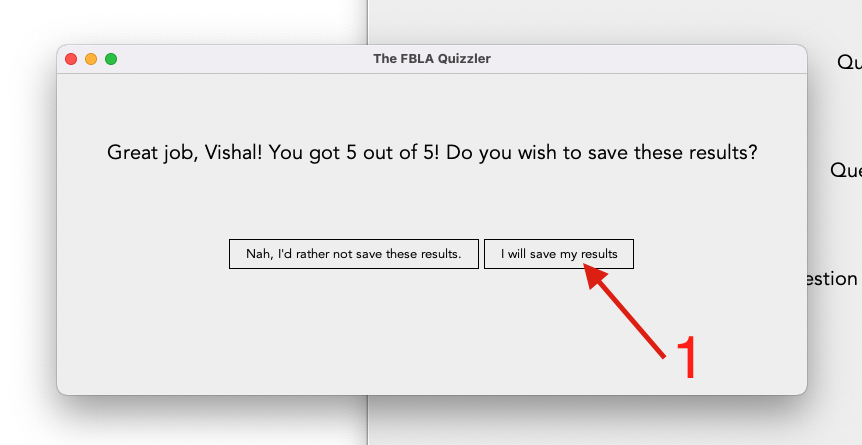 The FBLA Quizzler
Great job, Vishal! You got 5 out of 5! Do you wish to save these results?
Nah, I'd rather not save these results.
I will save my results
1
Qu
Que
estion